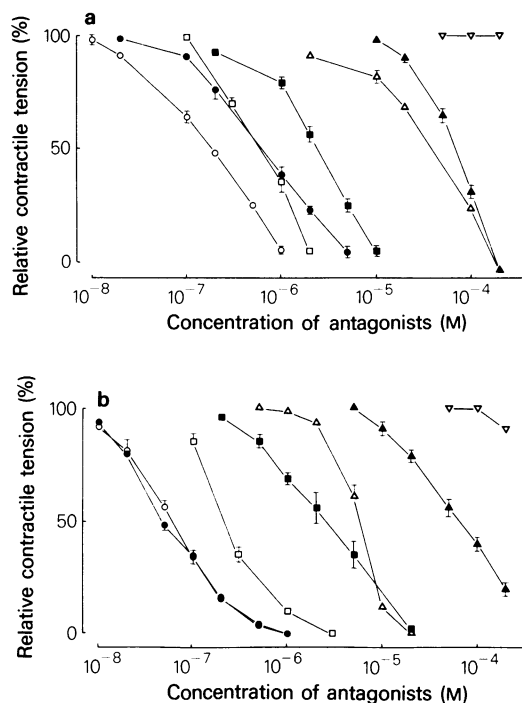 a
Relative contractile tension (%)
100
50
0
10⁻⁸ 10⁻⁷ 10⁻⁶ 10⁻⁵ 10⁻⁴
Concentration of antagonists (M)
b
Relative contractile tension (%)
100
50
0
10⁻⁸ 10⁻⁷ 10⁻⁶ 10⁻⁵ 10⁻⁴
Concentration of antagonists (M)